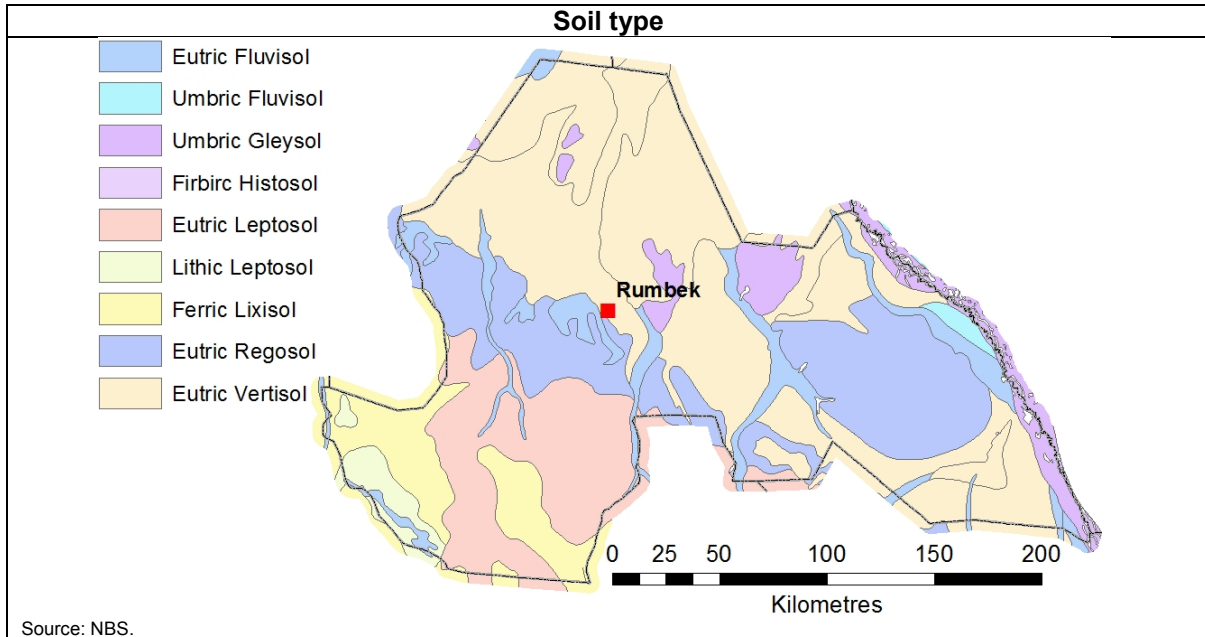 Soil type
Eutric Fluvisol
Umbric Fluvisol
Umbric Gleysol
Firbirc Histosol
Eutric Leptosol
Lithic Leptosol
Ferric Lixisol
Eutric Regosol
Eutric Vertisol
Rumbek
0 25 50 100 150 200
Kilometres
Source: NBS.